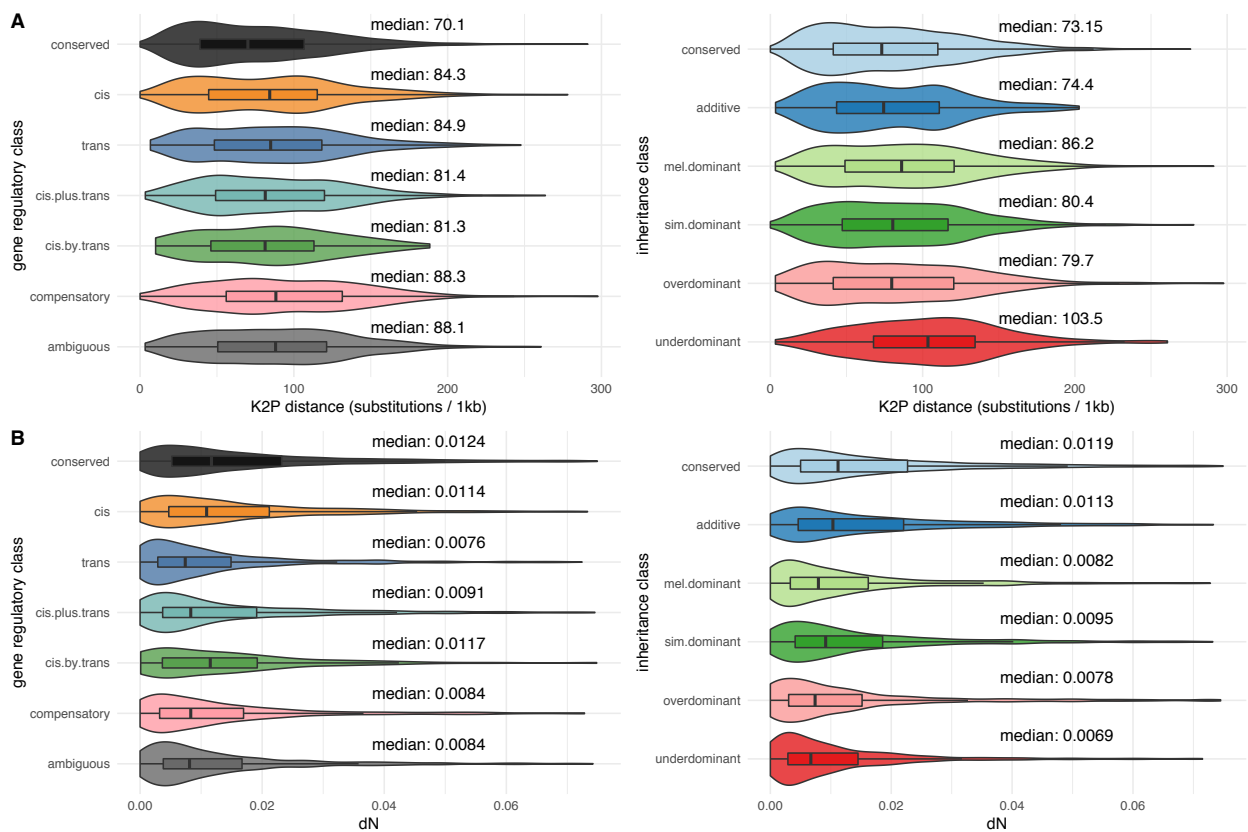 A
gene regulatory class
conserved
median: 70.1
cis
median: 84.3
trans
median: 84.9
cis.plus.trans
median: 81.4
cis.by.trans
median: 81.3
compensatory
median: 88.3
ambiguous
median: 88.1
0
100
200
300
K2P distance (substitutions / 1kb)
inheritance class
conserved
median: 73.15
additive
median: 74.4
mel.dominant
median: 86.2
sim.dominant
median: 80.4
overdominant
median: 79.7
underdominant
median: 103.5
0
100
200
300
K2P distance (substitutions / 1kb)
B
gene regulatory class
conserved
median: 0.0124
cis
median: 0.0114
trans
median: 0.0076
cis.plus.trans
median: 0.0091
cis.by.trans
median: 0.0117
compensatory
median: 0.0084
ambiguous
median: 0.0084
0.00
0.02
0.04
0.06
dN
inheritance class
conserved
median: 0.0119
additive
median: 0.0113
mel.dominant
median: 0.0082
sim.dominant
median: 0.0095
overdominant
median: 0.0078
underdominant
median: 0.0069
0.00
0.02
0.04
0.06
dN